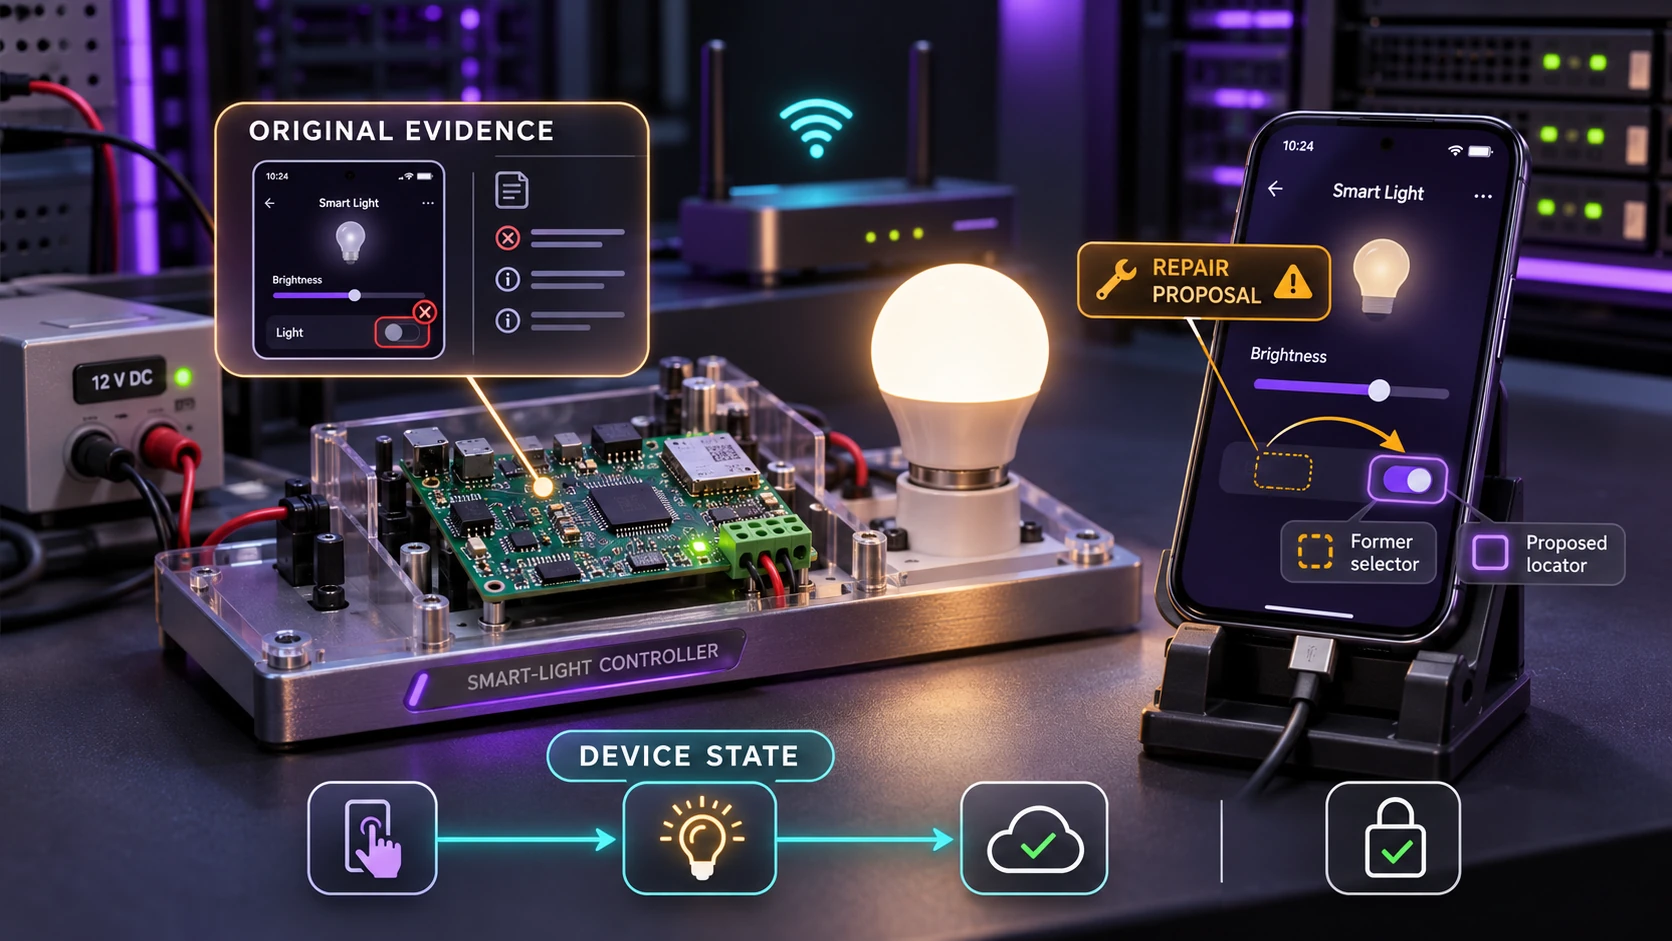 ORIGINAL EVIDENCE
10:24
Smart Light
Brightness
Light
12 V DC
SMART-LIGHT CONTROLLER
10:24
Smart Light
REPAIR
PROPOSAL
Brightness
Former
selector
Proposed
locator
DEVICE STATE